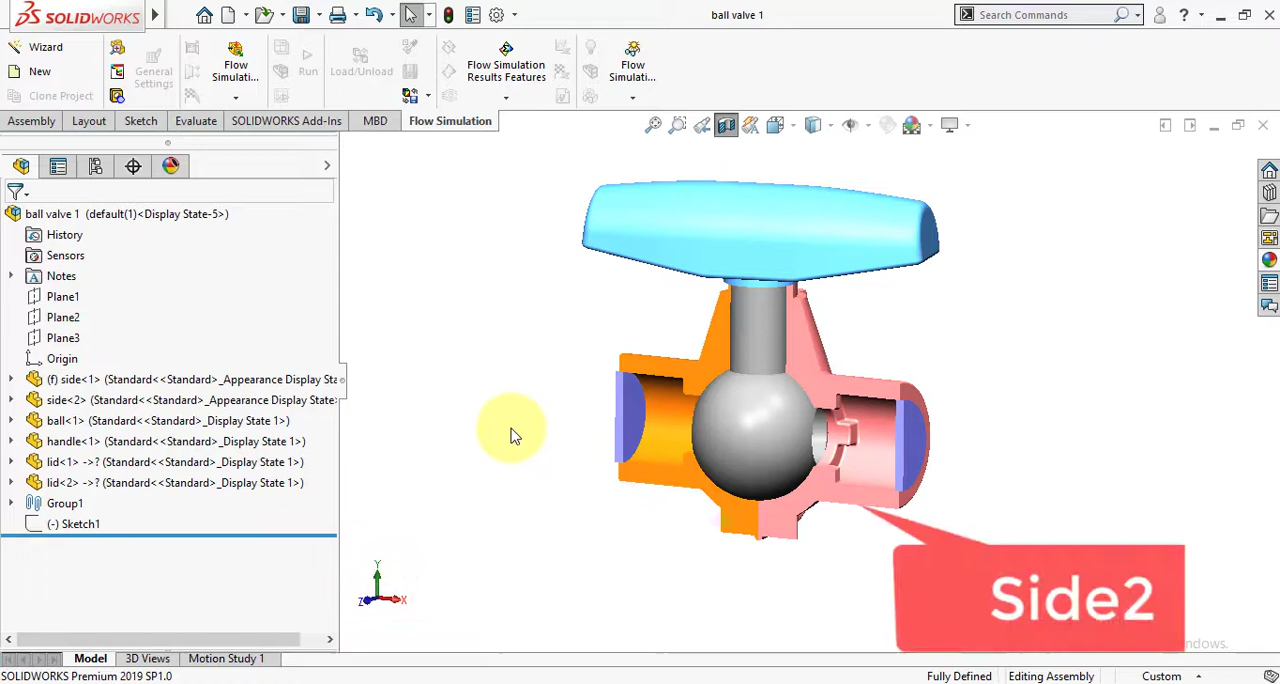 SOLIDWORKS
ball valve 1
Search Commands
?
Wizard
New
Clone Project
General Settings
Flow Simulati...
Run
Load/Unload
Flow Simulation Results Features
Flow Simulati...
Assembly
Layout
Sketch
Evaluate
SOLIDWORKS Add-Ins
MBD
Flow Simulation
ball valve 1 (default(1)<Display State-5>)
History
Sensors
A Notes
Plane1
Plane2
Plane3
Origin
(f) side<1> (Standard<<Standard>_Appearance Display Sta
side<2> (Standard<<Standard>_Appearance Display State
ball<1> (Standard<<Standard>_Display State 1>)
handle<1> (Standard<<Standard>_Display State 1>)
lid<1> ->? (Standard<<Standard>_Display State 1>)
lid<2> ->? (Standard<<Standard>_Display State 1>)
Group1
(-) Sketch1
Y
Z
X
Side2
ndows.
Model
3D Views
Motion Study 1
SOLIDWORKS Premium 2019 SP1.0
Fully Defined
Editing Assembly
Custom